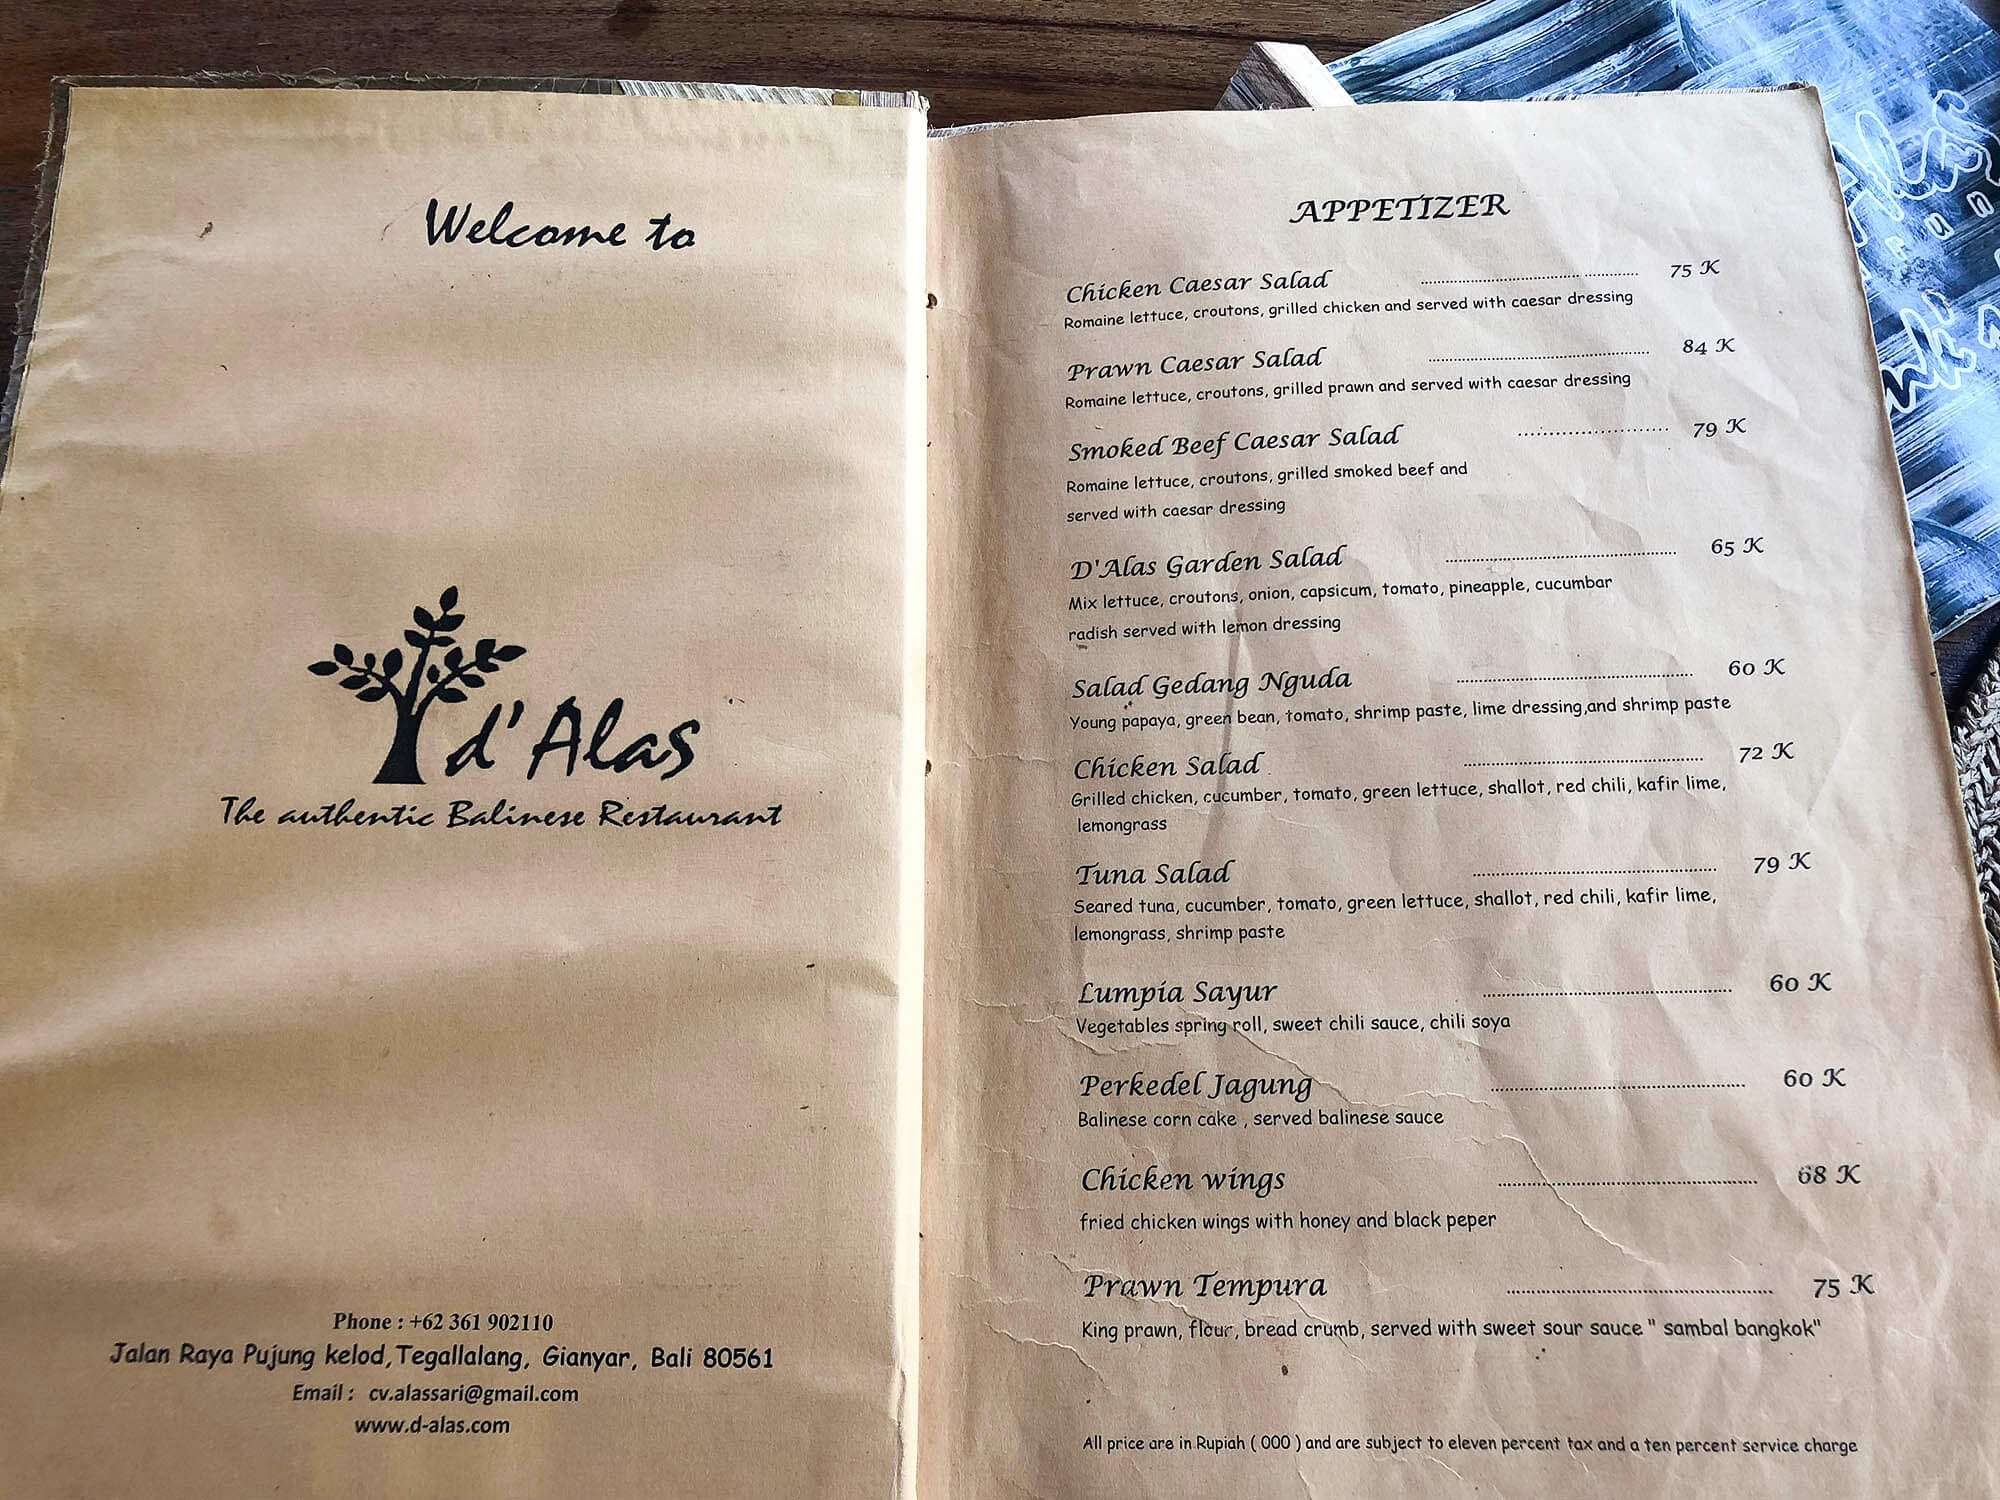 Welcome to
d'Alas
The authentic Balinese Restaurant
Phone : +62 361 902110
Jalan Raya Pujung kelod,Tegallalang, Gianyar, Bali 80561
Email : cv.alassari@gmail.com
www.d-alas.com
APPETIZER
Chicken Caesar Salad ........................................ 75 K
Romaine lettuce, croutons, grilled chicken and served with caesar dressing
Prawn Caesar Salad ........................................ 84 K
Romaine lettuce, croutons, grilled prawn and served with caesar dressing
Smoked Beef Caesar Salad ........................ 79 K
Romaine lettuce, croutons, grilled smoked beef and
served with caesar dressing
D'Alas Garden Salad ........................................ 65 K
Mix lettuce, croutons, onion, capsicum, tomato, pineapple, cucumbar
radish served with lemon dressing
Salad Gedang Nguda ........................................ 60 K
Young papaya, green bean, tomato, shrimp paste, lime dressing,and shrimp paste
Chicken Salad ........................................ 72 K
Grilled chicken, cucumber, tomato, green lettuce, shallot, red chili, kafir lime,
lemongrass
Tuna Salad ........................................ 79 K
Seared tuna, cucumber, tomato, green lettuce, shallot, red chili, kafir lime,
lemongrass, shrimp paste
Lumpia Sayur ........................................ 60 K
Vegetables spring roll, sweet chili sauce, chili soya
Perkedel Jagung ........................................ 60 K
Balinese corn cake , served balinese sauce
Chicken wings ........................................ 68 K
fried chicken wings with honey and black peper
Prawn Tempura ........................................ 75 K
King prawn, flour, bread crumb, served with sweet sour sauce " sambal bangkok"
All price are in Rupiah ( 000 ) and are subject to eleven percent tax and a ten percent service charge